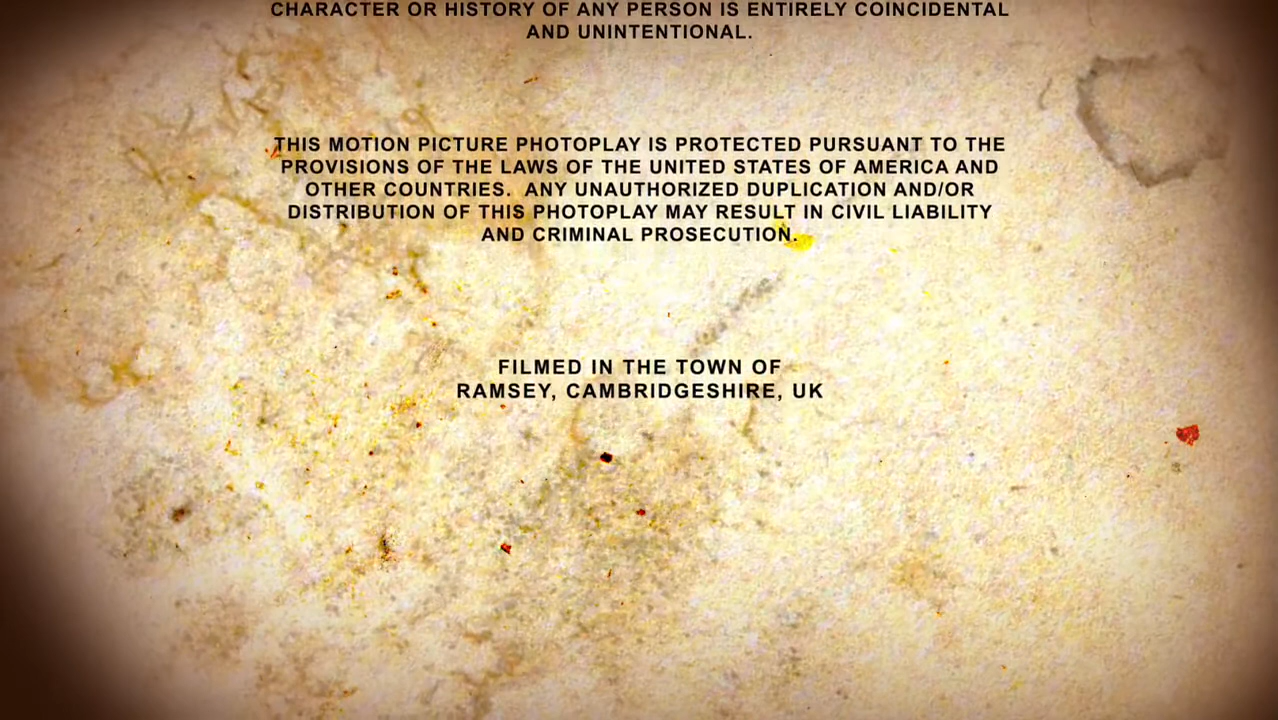 CHARACTER OR HISTORY OF ANY PERSON IS ENTIRELY COINCIDENTAL
AND UNINTENTIONAL.
THIS MOTION PICTURE PHOTOPLAY IS PROTECTED PURSUANT TO THE
PROVISIONS OF THE LAWS OF THE UNITED STATES OF AMERICA AND
OTHER COUNTRIES.  ANY UNAUTHORIZED DUPLICATION AND/OR
DISTRIBUTION OF THIS PHOTOPLAY MAY RESULT IN CIVIL LIABILITY
AND CRIMINAL PROSECUTION.
FILMED IN THE TOWN OF
RAMSEY, CAMBRIDGESHIRE, UK